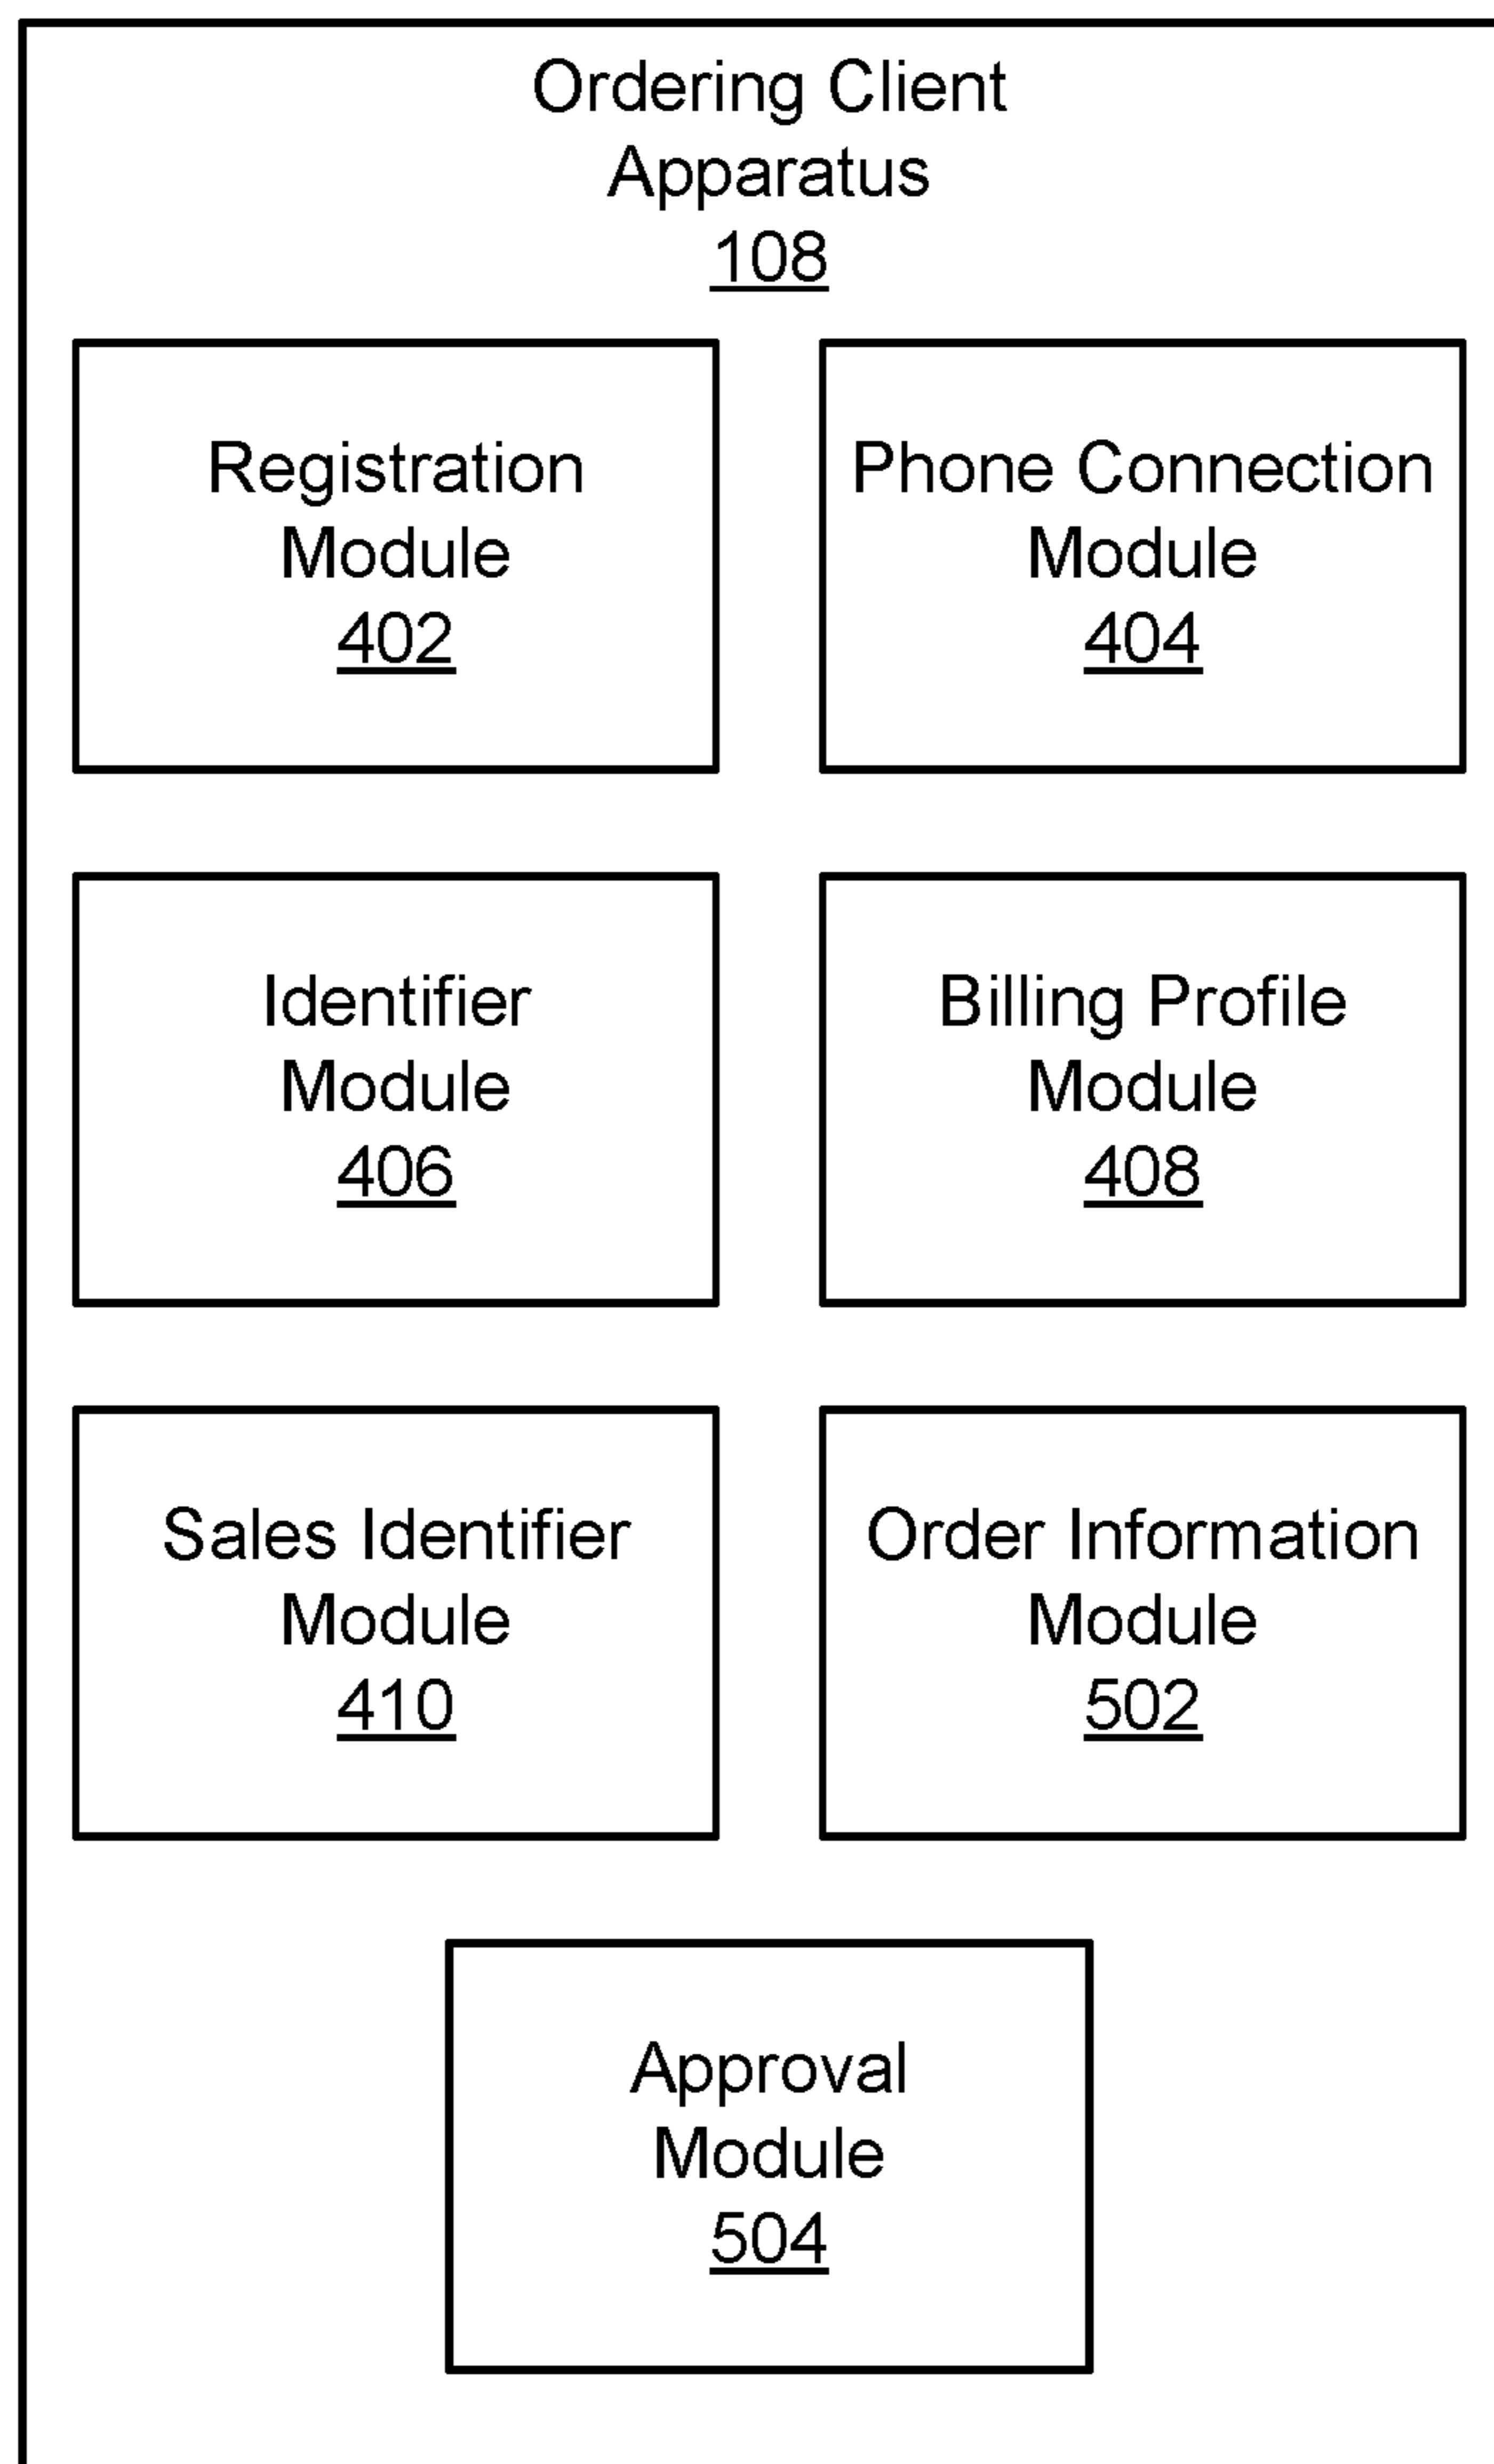 Ordering Client
Apparatus
108
Registration
Module
402
Phone Connection
Module
404
Identifier
Module
406
Billing Profile
Module
408
Sales Identifier
Module
410
Order Information
Module
502
Approval
Module
504